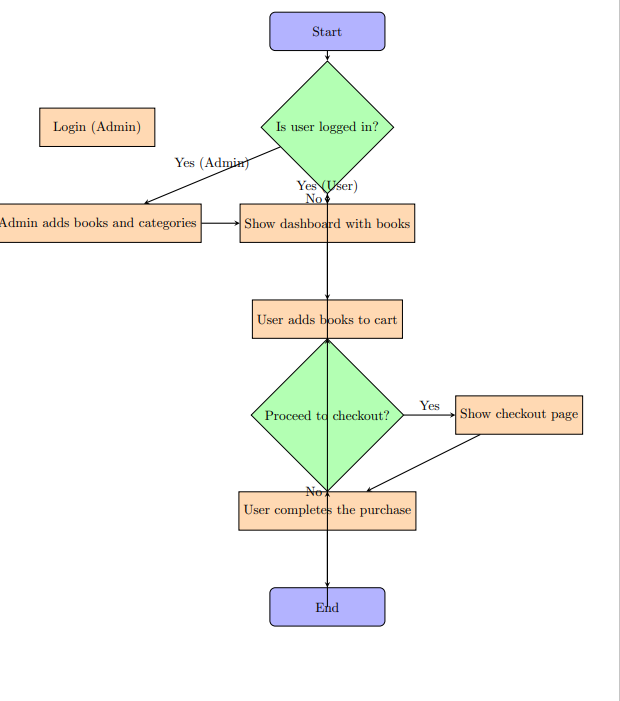 Start
Is user logged in?
Login (Admin)
Yes (Admin)
Yes (User)
No
Admin adds books and categories
Show dashboard with books
User adds books to cart
Proceed to checkout?
Yes
Show checkout page
No
User completes the purchase
End